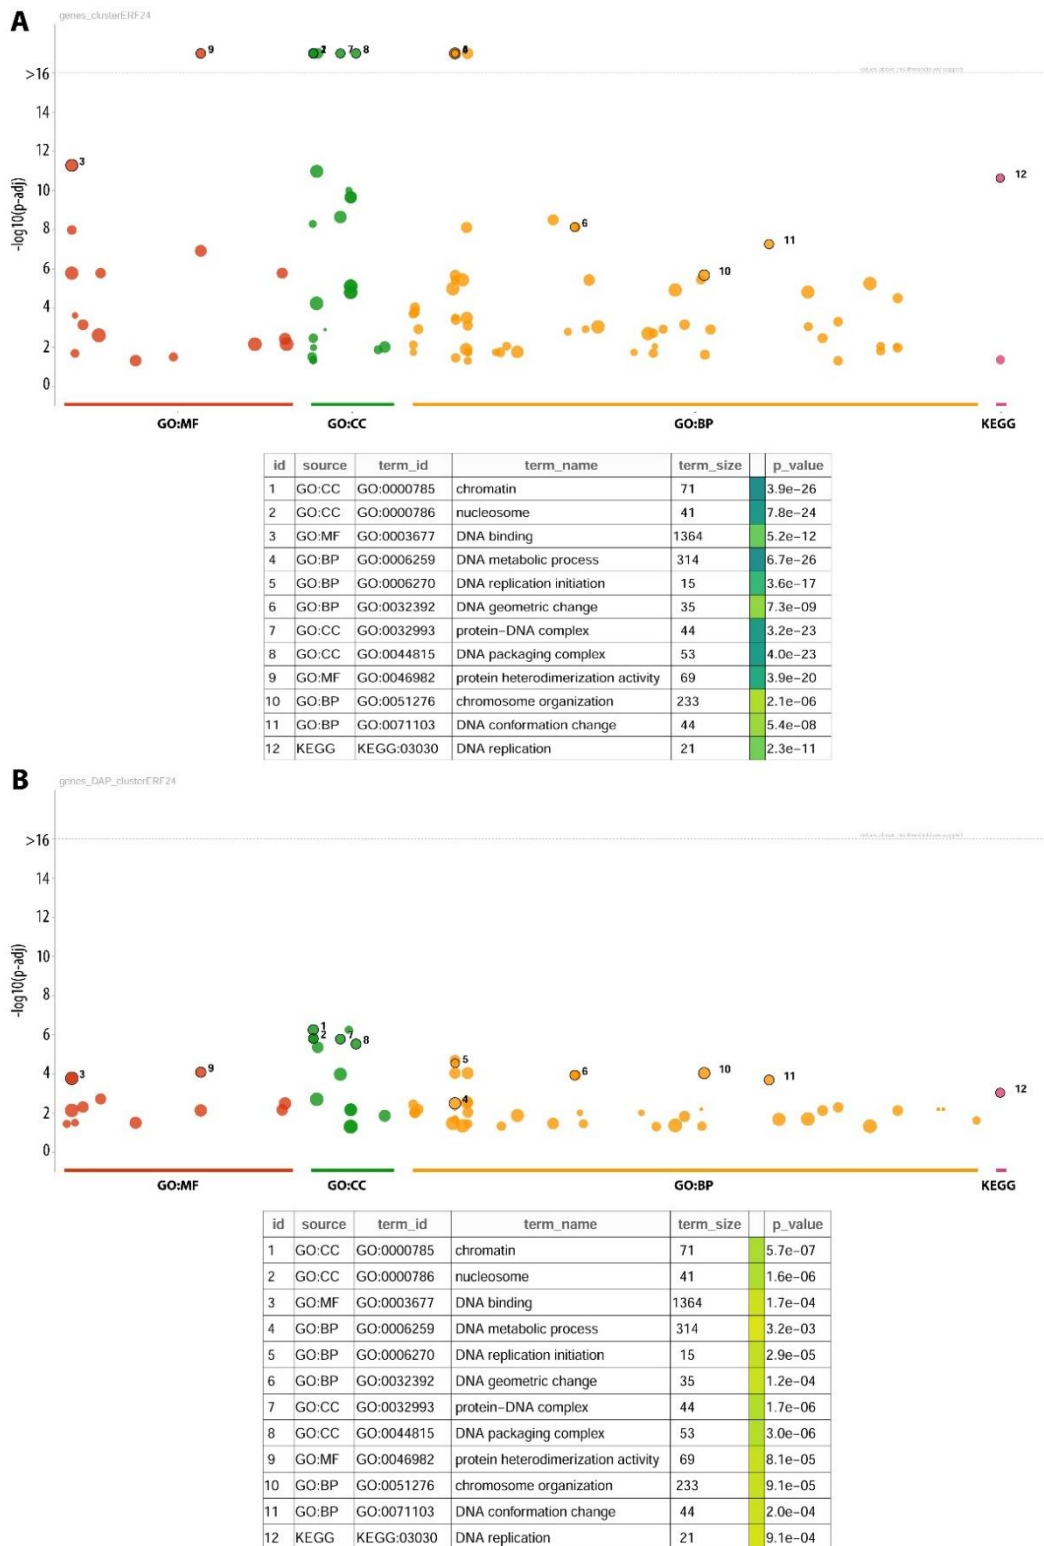 A
genes_clusterERF24
>16
14
12
10
8
6
4
2
0
-log10(p-adj)
9
7
8
3
12
6
11
10
GO:MF
GO:CC
GO:BP
KEGG
id source term_id term_name term_size p_value
1 GO:CC GO:0000785 chromatin 71 3.9e−26
2 GO:CC GO:0000786 nucleosome 41 7.8e−24
3 GO:MF GO:0003677 DNA binding 1364 5.2e−12
4 GO:BP GO:0006259 DNA metabolic process 314 6.7e−26
5 GO:BP GO:0006270 DNA replication initiation 15 3.6e−17
6 GO:BP GO:0032392 DNA geometric change 35 7.3e−09
7 GO:CC GO:0032993 protein−DNA complex 44 3.2e−23
8 GO:CC GO:0044815 DNA packaging complex 53 4.0e−23
9 GO:MF GO:0046982 protein heterodimerization activity 69 3.9e−20
10 GO:BP GO:0051276 chromosome organization 233 2.1e−06
11 GO:BP GO:0071103 DNA conformation change 44 5.4e−08
12 KEGG KEGG:03030 DNA replication 21 2.3e−11
B
genes_DAP_clusterERF24
>16
14
12
10
8
6
4
2
0
-log10(p-adj)
1
2
7
8
3
9
5
4
6
10
11
12
GO:MF
GO:CC
GO:BP
KEGG
id source term_id term_name term_size p_value
1 GO:CC GO:0000785 chromatin 71 5.7e−07
2 GO:CC GO:0000786 nucleosome 41 1.6e−06
3 GO:MF GO:0003677 DNA binding 1364 1.7e−04
4 GO:BP GO:0006259 DNA metabolic process 314 3.2e−03
5 GO:BP GO:0006270 DNA replication initiation 15 2.9e−05
6 GO:BP GO:0032392 DNA geometric change 35 1.2e−04
7 GO:CC GO:0032993 protein−DNA complex 44 1.7e−06
8 GO:CC GO:0044815 DNA packaging complex 53 3.0e−06
9 GO:MF GO:0046982 protein heterodimerization activity 69 8.1e−05
10 GO:BP GO:0051276 chromosome organization 233 9.1e−05
11 GO:BP GO:0071103 DNA conformation change 44 2.0e−04
12 KEGG KEGG:03030 DNA replication 21 9.1e−04